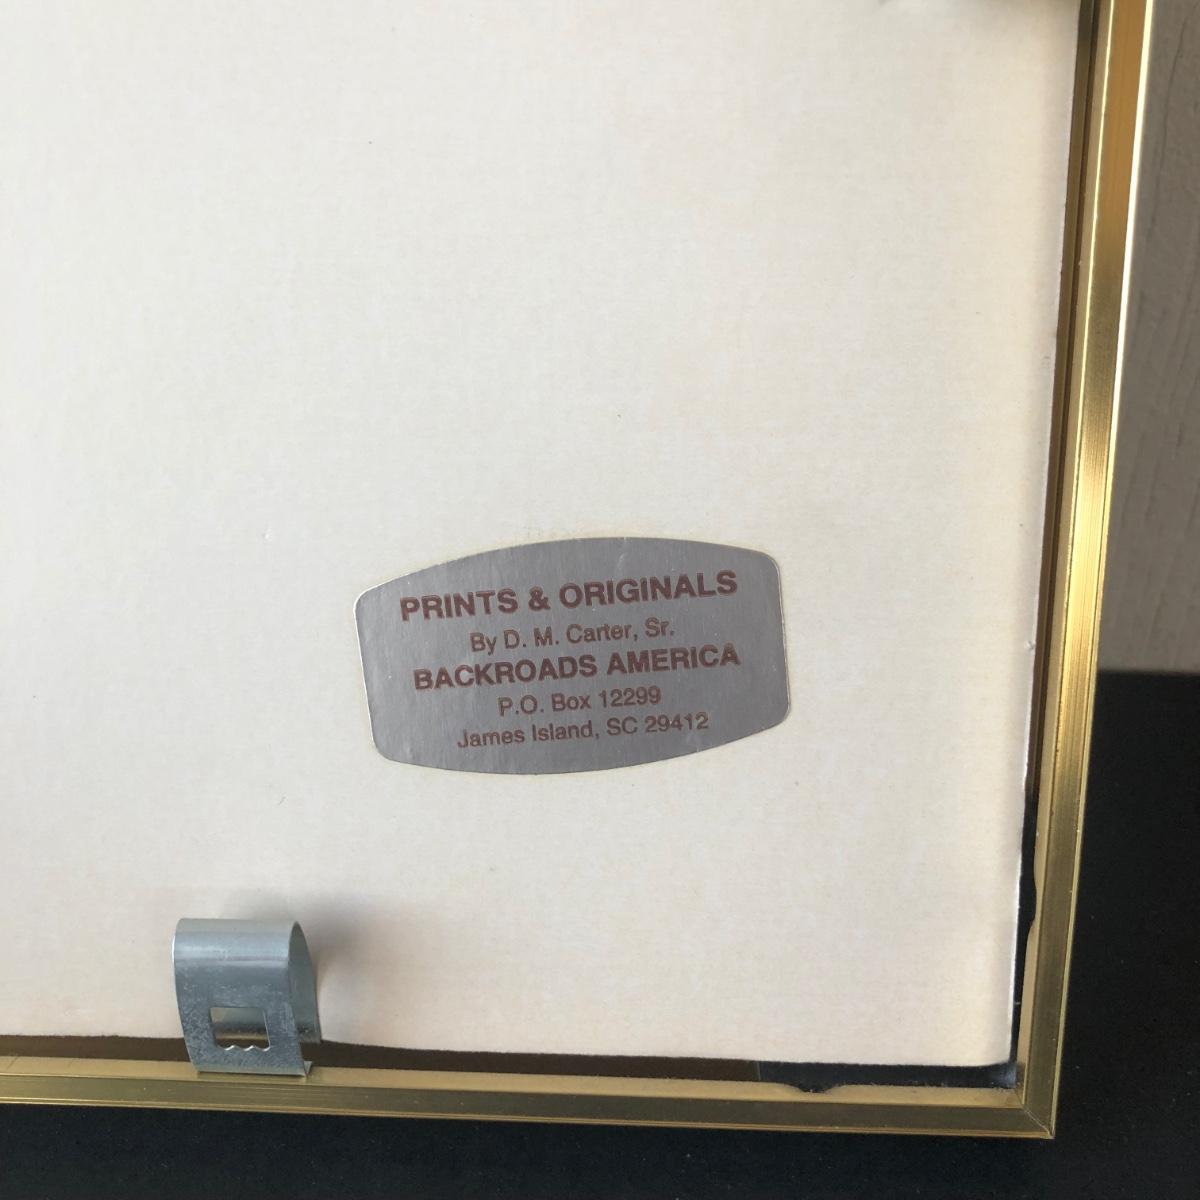 PRINTS & ORIGINALS
By D. M. Carter, Sr.
BACKROADS AMERICA
P.O. Box 12299
James Island, SC 29412